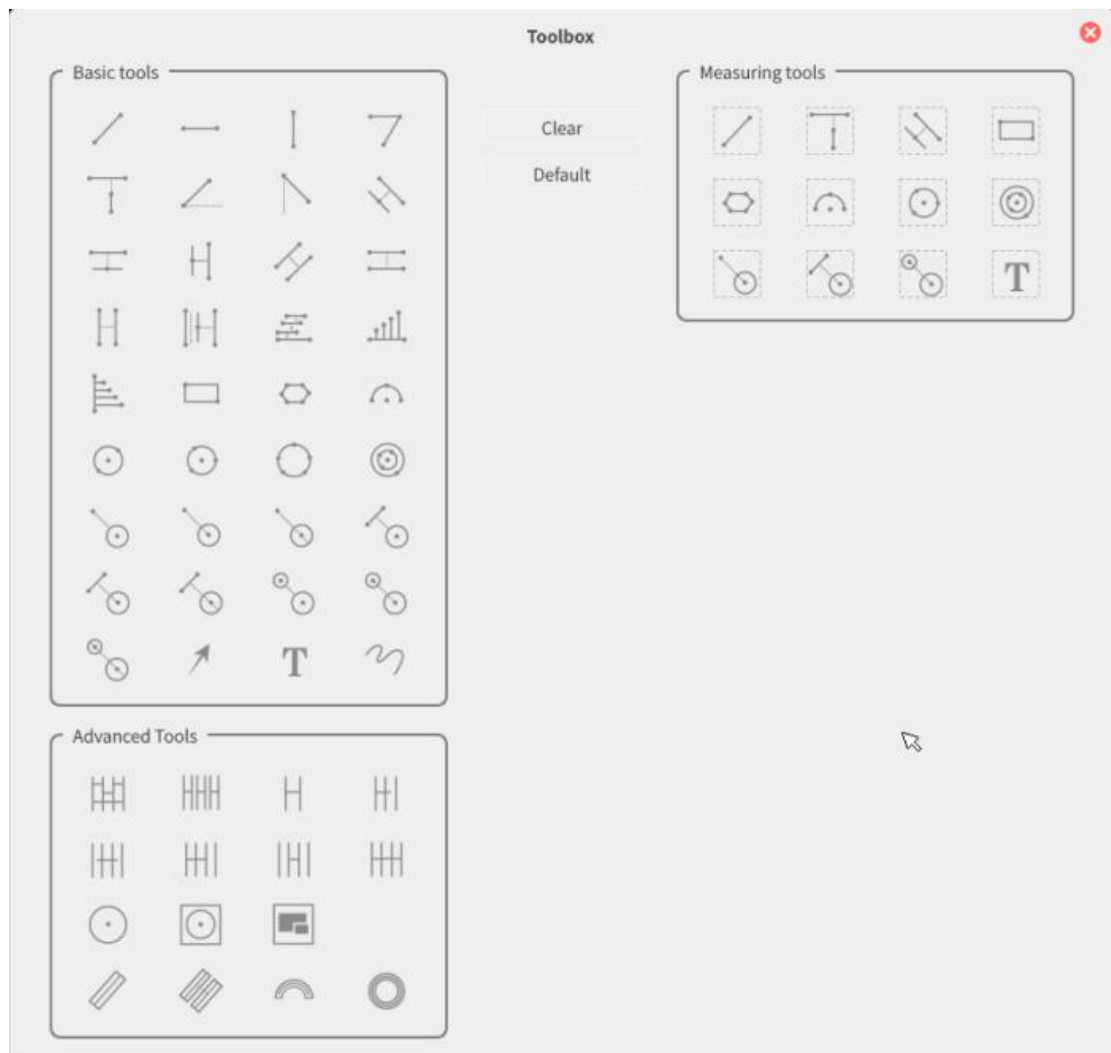 Toolbox
Basic tools
Clear
Default
T
Advanced Tools
Measuring tools
T